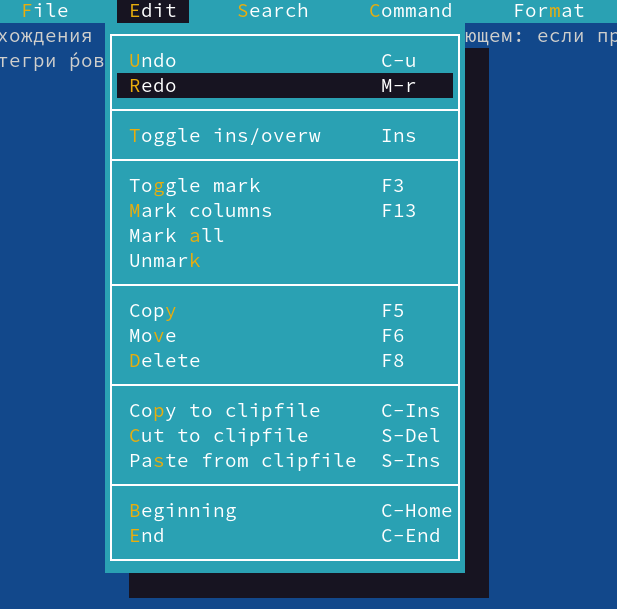 File Edit Search Command Format
хождения ющем: если пр
тегри ров
Undo C-u
Redo M-r
Toggle ins/overw Ins
Toggle mark F3
Mark columns F13
Mark all
Unmark
Copy F5
Move F6
Delete F8
Copy to clipfile C-Ins
Cut to clipfile S-Del
Paste from clipfile S-Ins
Beginning C-Home
End C-End